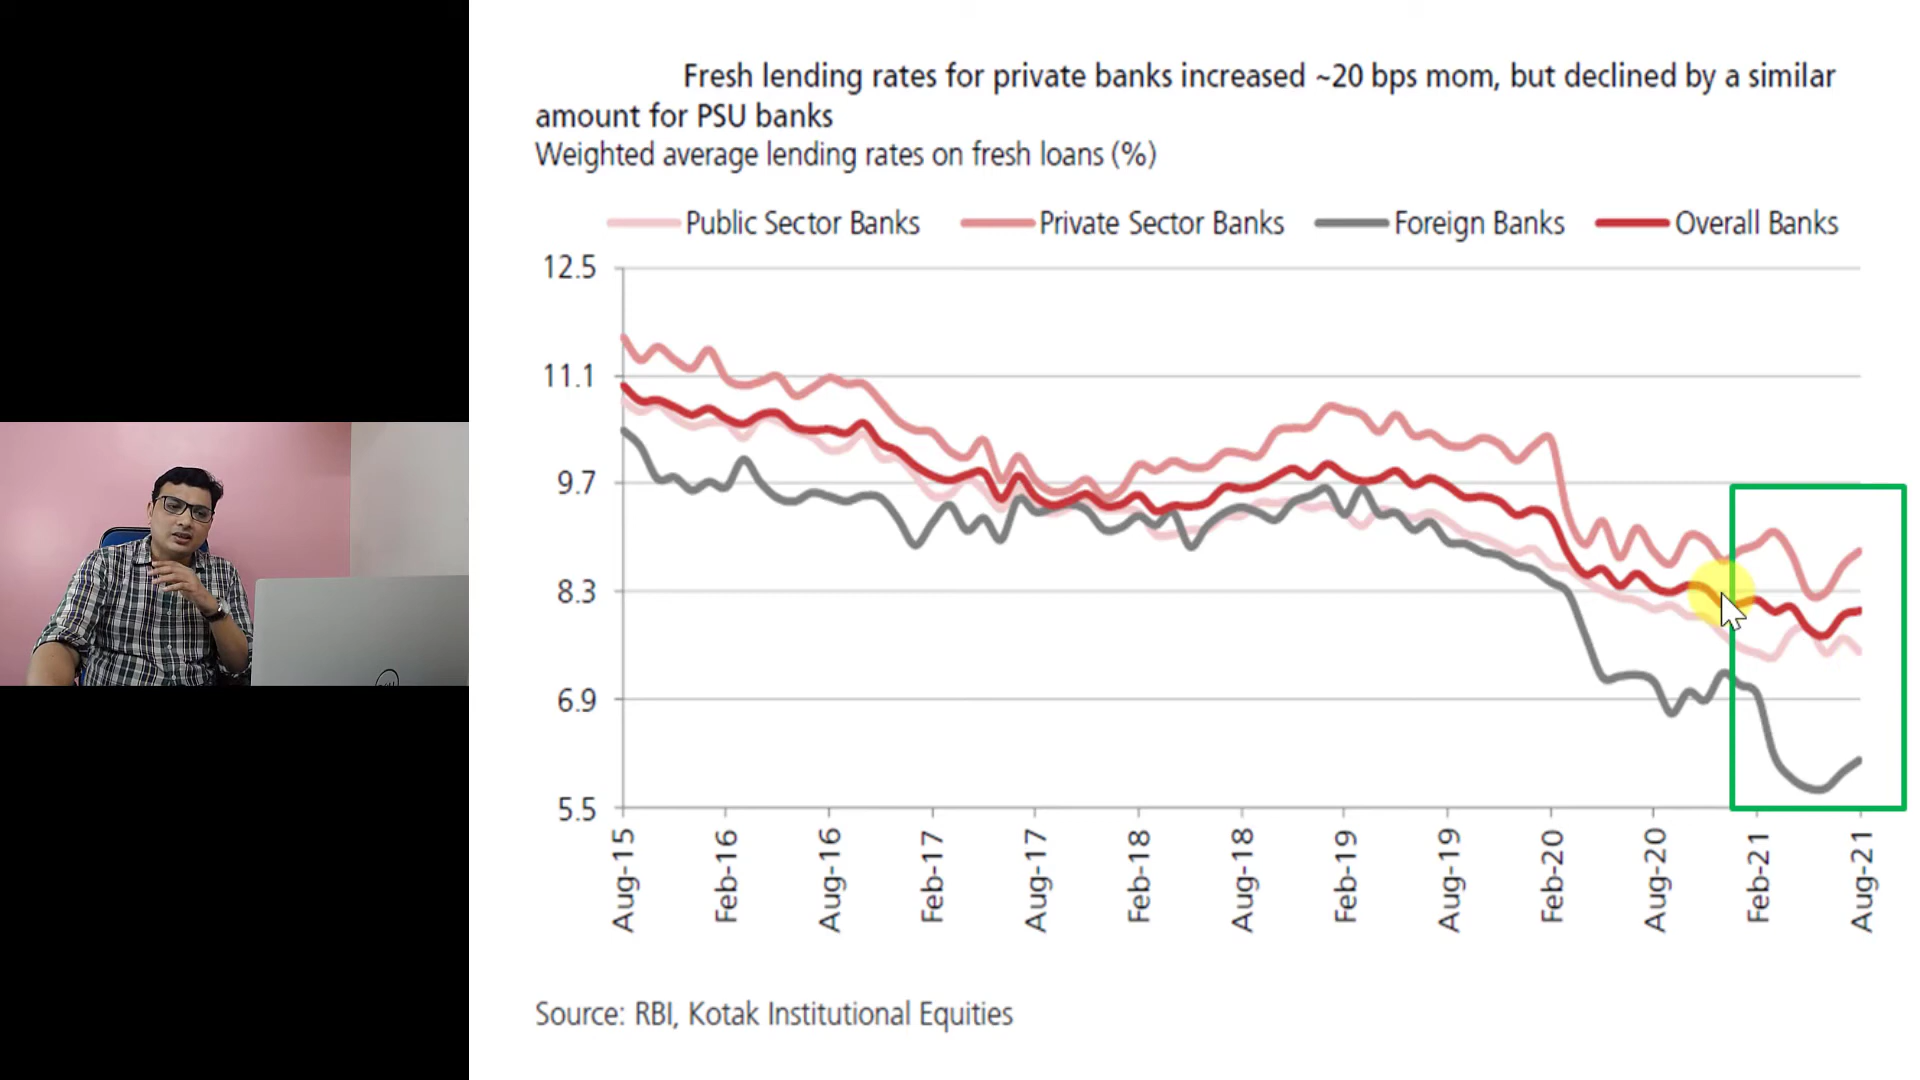 Fresh lending rates for private banks increased ~20 bps mom, but declined by a similar
amount for PSU banks
Weighted average lending rates on fresh loans (%)
Public Sector Banks
Private Sector Banks
Foreign Banks
Overall Banks
12.5
11.1
9.7
8.3
6.9
5.5
Aug-15
Feb-16
Aug-16
Feb-17
Aug-17
Feb-18
Aug-18
Feb-19
Aug-19
Feb-20
Aug-20
Feb-21
Aug-21
Source: RBI, Kotak Institutional Equities